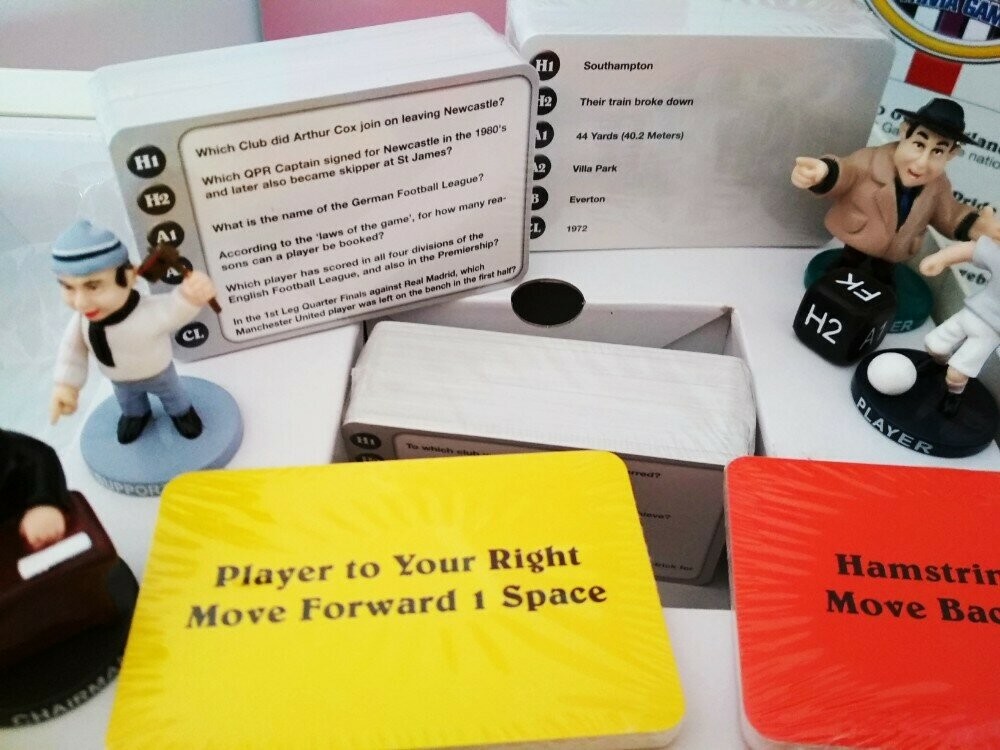 H1
Which Club did Arthur Cox join on leaving Newcastle?
H2
Which QPR Captain signed for Newcastle in the 1980's
and later also became skipper at St James?
A1
What is the name of the German Football League?
A
According to the 'laws of the game', for how many rea-
sons can a player be booked?
Which player has scored in all four divisions of the
English Football League, and also in the Premiership?
CL
In the 1st Leg Quarter Finals against Real Madrid, which
Manchester United player was left on the bench in the first half?
H1 Southampton
H2 Their train broke down
A1 44 Yards (40.2 Meters)
A2 Villa Park
B Everton
CL 1972
FK
H2
A1
PLAYER
H1
To which club
Player to Your Right
Move Forward 1 Space
Move
CHAIRMA